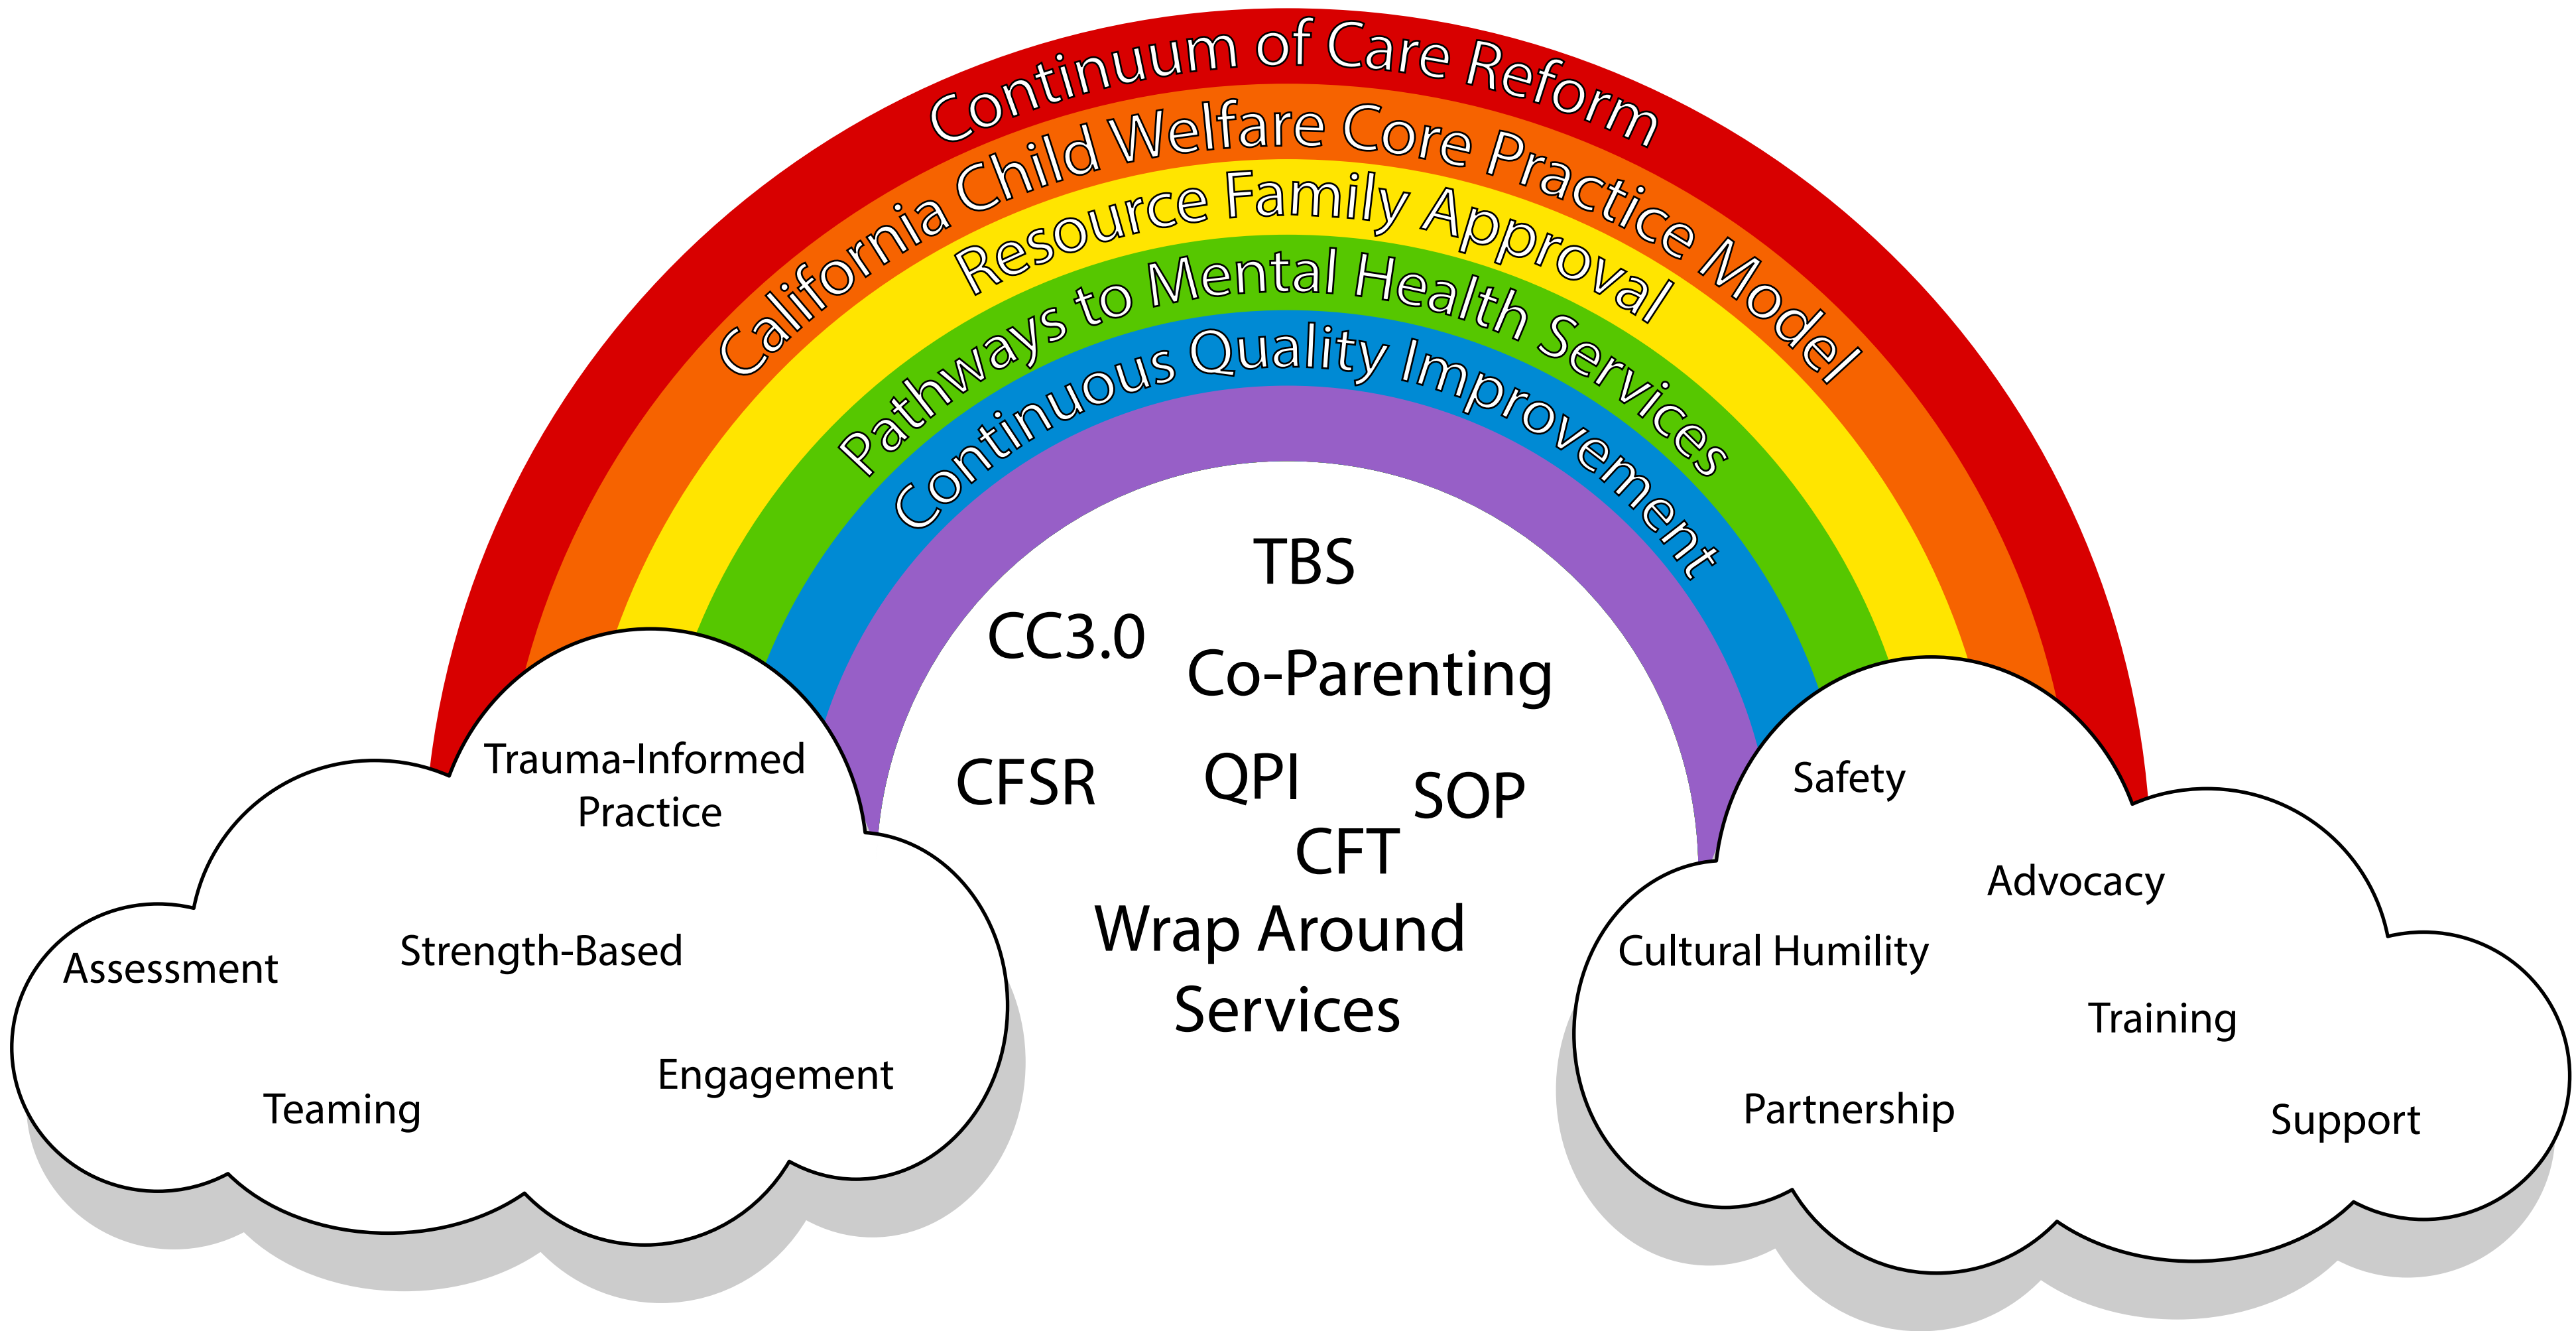 Continuum of Care Reform
California Child Welfare Core Practice Model
Resource Family Approval
Pathways to Mental Health Services
Continuous Quality Improvement
TBS
CC3.0
Co-Parenting
CFSR
QPI
SOP
CFT
Wrap Around
Services
Trauma-Informed
Practice
Assessment
Strength-Based
Engagement
Teaming
Safety
Advocacy
Cultural Humility
Training
Partnership
Support